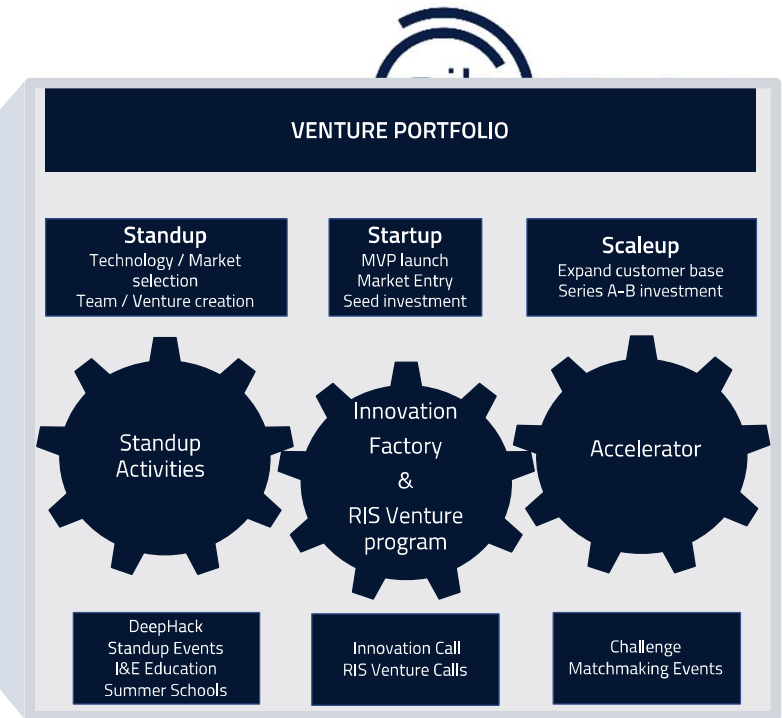 VENTURE PORTFOLIO
Standup
Technology / Market
selection
Team / Venture creation
Startup
MVP launch
Market Entry
Seed investment
Scaleup
Expand customer base
Series A-B investment
Standup
Activities
Innovation
Factory
&
RIS Venture
program
Accelerator
DeepHack
Standup Events
I&E Education
Summer Schools
Innovation Call
RIS Venture Calls
Challenge
Matchmaking Events